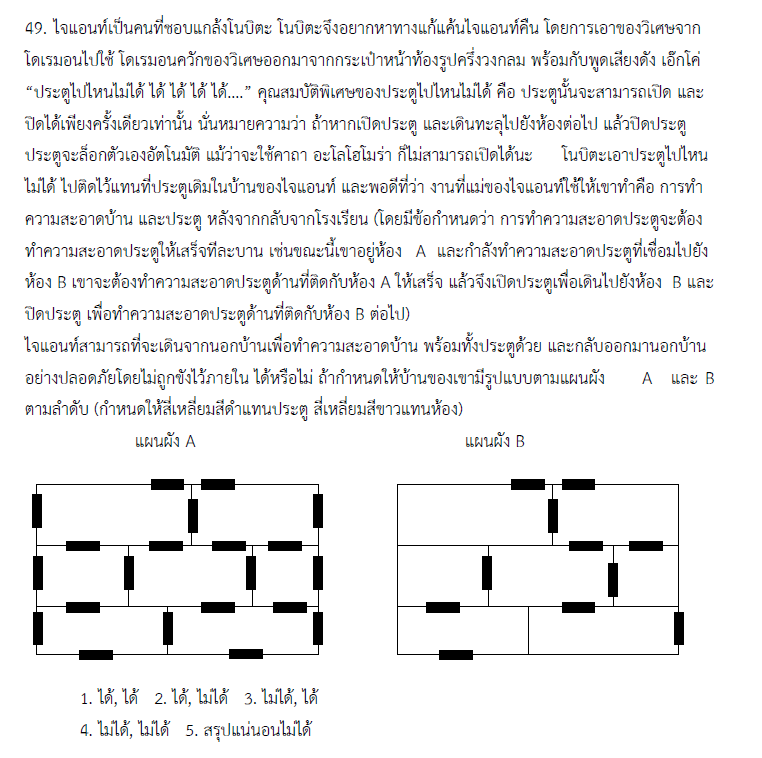 49. ไจแอนท์เป็นคนที่ชอบแกล้งโนบิตะ โนบิตะจึงอยากหาทางแก้แค้นไจแอนท์คืน โดยการเอาของวิเศษจาก
โดเรมอนไปใช้ โดเรมอนควักของวิเศษออกมาจากกระเป๋าหน้าท้องรูปครึ่งวงกลม พร้อมกับพูดเสียงดัง เอ๊กโค่
“ประตูไปไหนไม่ได้ ได้ ได้ ได้ ได้....” คุณสมบัติพิเศษของประตูไปไหนไม่ได้ คือ ประตูนั้นจะสามารถเปิด และ
ปิดได้เพียงครั้งเดียวเท่านั้น นั่นหมายความว่า ถ้าหากเปิดประตู และเดินทะลุไปยังห้องต่อไป แล้วปิดประตู
ประตูจะล็อกตัวเองอัตโนมัติ แม้ว่าจะใช้คาถา อะโลโฮโมร่า ก็ไม่สามารถเปิดได้นะ โนบิตะเอาประตูไปไหน
ไม่ได้ ไปติดไว้แทนที่ประตูเดิมในบ้านของไจแอนท์ และพอดีที่ว่า งานที่แม่ของไจแอนท์ใช้ให้เขาทำคือ การทำ
ความสะอาดบ้าน และประตู หลังจากกลับจากโรงเรียน (โดยมีข้อกำหนดว่า การทำความสะอาดประตูจะต้อง
ทำความสะอาดประตูให้เสร็จทีละบาน เช่นขณะนี้เขาอยู่ห้อง A และกำลังทำความสะอาดประตูที่เชื่อมไปยัง
ห้อง B เขาจะต้องทำความสะอาดประตูด้านที่ติดกับห้อง A ให้เสร็จ แล้วจึงเปิดประตูเพื่อเดินไปยังห้อง B และ
ปิดประตู เพื่อทำความสะอาดประตูด้านที่ติดกับห้อง B ต่อไป)
ไจแอนท์สามารถที่จะเดินจากนอกบ้านเพื่อทำความสะอาดบ้าน พร้อมทั้งประตูด้วย และกลับออกมานอกบ้าน
อย่างปลอดภัยโดยไม่ถูกขังไว้ภายใน ได้หรือไม่ ถ้ากำหนดให้บ้านของเขามีรูปแบบตามแผนผัง A และ B
ตามลำดับ (กำหนดให้สี่เหลี่ยมสีดำแทนประตู สี่เหลี่ยมสีขาวแทนห้อง)
แผนผัง A แผนผัง B
1. ได้, ได้ 2. ได้, ไม่ได้ 3. ไม่ได้, ได้
4. ไม่ได้, ไม่ได้ 5. สรุปแน่นอนไม่ได้